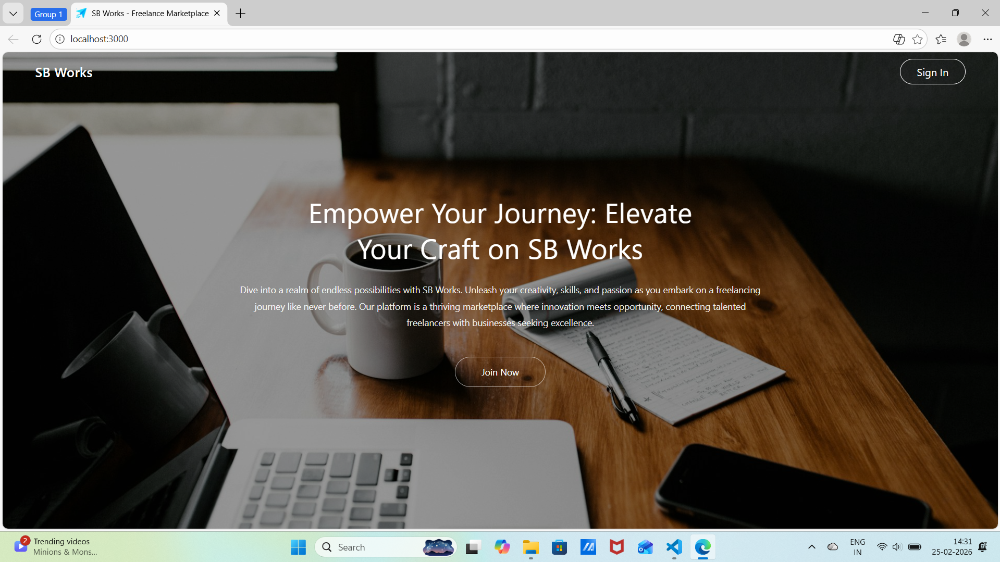 Group 1
SB Works - Freelance Marketplace
localhost:3000
SB Works
Sign In
Empower Your Journey: Elevate
Your Craft on SB Works
Dive into a realm of endless possibilities with SB Works. Unleash your creativity, skills, and passion as you embark on a freelancing
journey like never before. Our platform is a thriving marketplace where innovation meets opportunity, connecting talented
freelancers with businesses seeking excellence.
Join Now
2
Trending videos
Minions & Mons...
Search
ENG
IN
14:31
25-02-2026